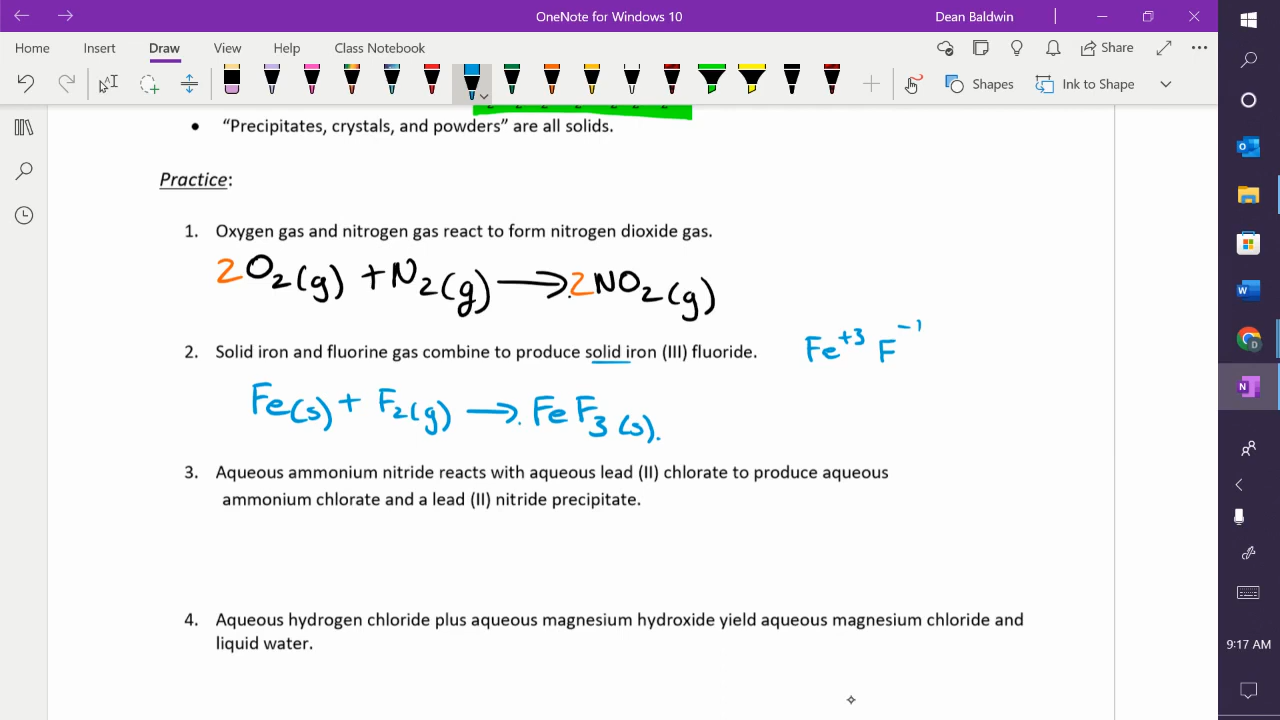 OneNote for Windows 10
Dean Baldwin
Home Insert Draw View Help Class Notebook
Share
Shapes
Ink to Shape
• “Precipitates, crystals, and powders” are all solids.
Practice:
1. Oxygen gas and nitrogen gas react to form nitrogen dioxide gas.
2O₂(g) + N₂(g) → 2NO₂(g)
2. Solid iron and fluorine gas combine to produce solid iron (III) fluoride.
Fe⁺³ F⁻¹
Fe(s) + F₂(g) → FeF₃(s).
3. Aqueous ammonium nitride reacts with aqueous lead (II) chlorate to produce aqueous
ammonium chlorate and a lead (II) nitride precipitate.
4. Aqueous hydrogen chloride plus aqueous magnesium hydroxide yield aqueous magnesium chloride and
liquid water.
9:17 AM